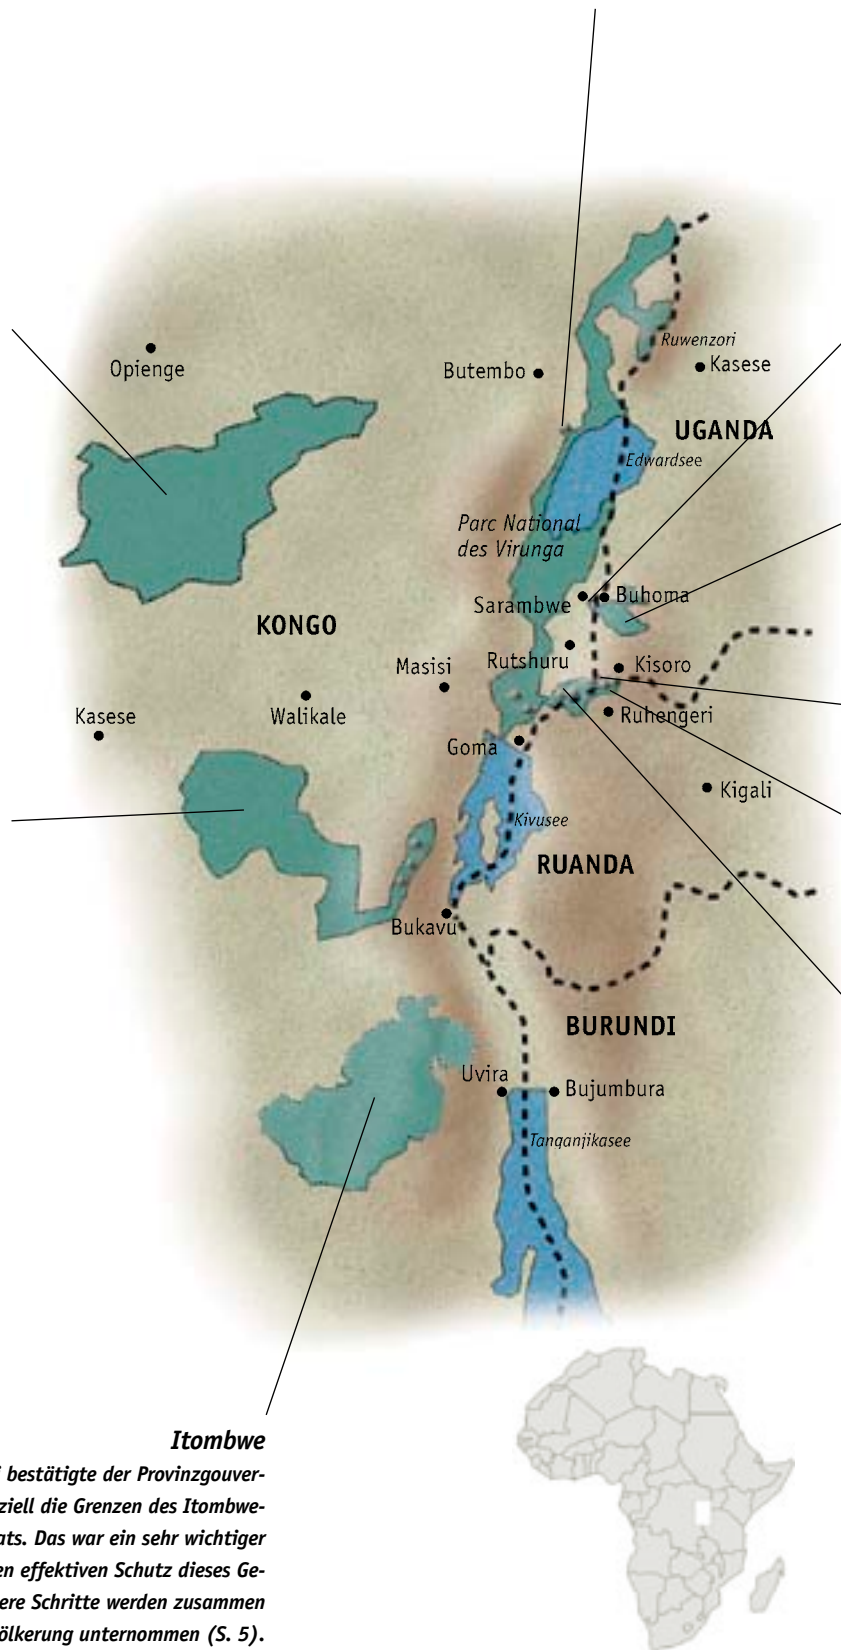 Ruwenzori
Opienge
Butembo
Kasese
UGANDA
Edwardsee
Parc National
des Virunga
Sarambwe
Buhoma
KONGO
Rutshuru
Kisoro
Masisi
Kasese
Walikale
Ruhengeri
Goma
Kigali
Kivusee
RUANDA
Bukavu
BURUNDI
Uvira
Bujumbura
Tanganjikasee
Itombwe
bestätigte der Provinzgouver-
ziell die Grenzen des Itombwe-
ats. Das war ein sehr wichtiger
en effektiven Schutz dieses Ge-
ere Schritte werden zusammen
ölkerung unternommen (S. 5).